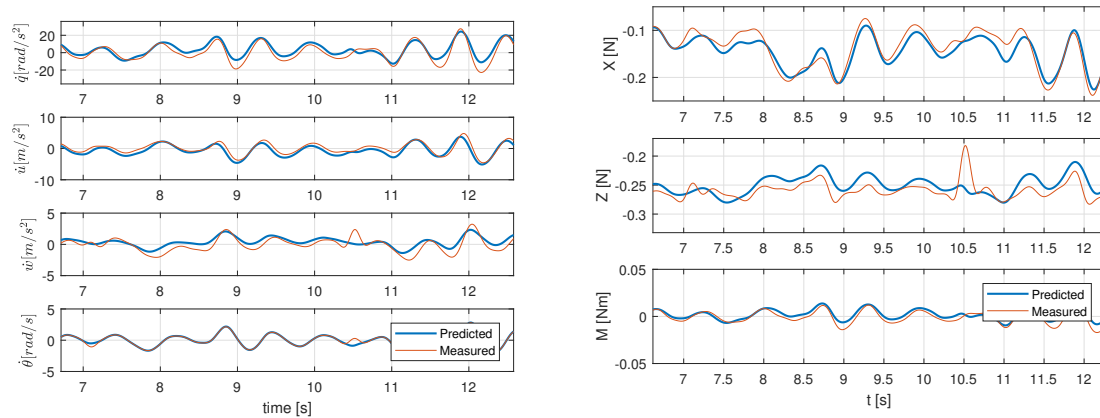 20
0
-20
q̇[rad/s²]
7 8 9 10 11 12
10
0
-10
u̇[m/s²]
7 8 9 10 11 12
5
0
-5
ẇ[m/s²]
7 8 9 10 11 12
5
0
-5
θ̇[rad/s]
Predicted
Measured
7 8 9 10 11 12
time [s]
-0.1
-0.2
X [N]
7 7.5 8 8.5 9 9.5 10 10.5 11 11.5 12
-0.2
-0.25
-0.3
Z [N]
7 7.5 8 8.5 9 9.5 10 10.5 11 11.5 12
0.05
0
-0.05
M [Nm]
Predicted
Measured
7 7.5 8 8.5 9 9.5 10 10.5 11 11.5 12
t [s]